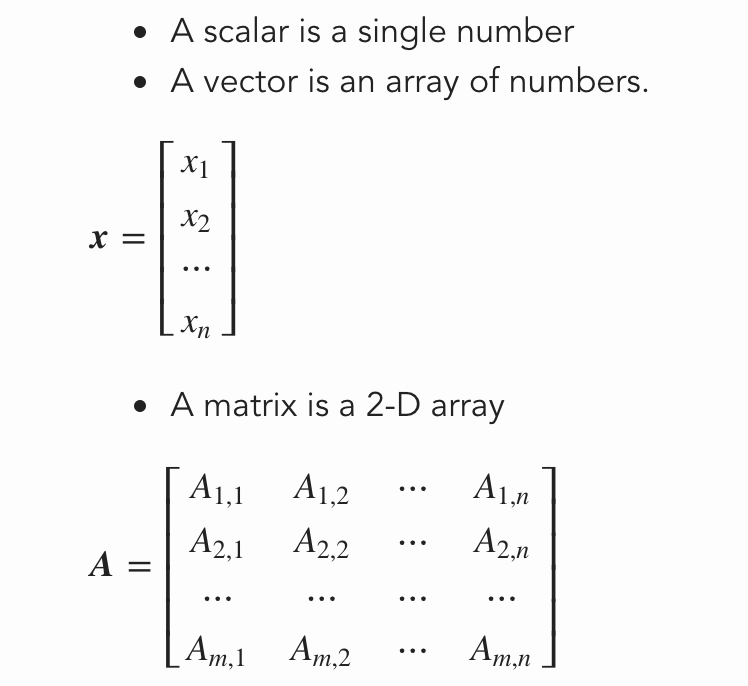 • A scalar is a single number
• A vector is an array of numbers.
x = [ x₁
x₂
⋯
xₙ ]
• A matrix is a 2-D array
A = [ A₁,₁ A₁,₂ ⋯ A₁,ₙ
A₂,₁ A₂,₂ ⋯ A₂,ₙ
⋯ ⋯ ⋯ ⋯
Aₘ,₁ Aₘ,₂ ⋯ Aₘ,ₙ ]